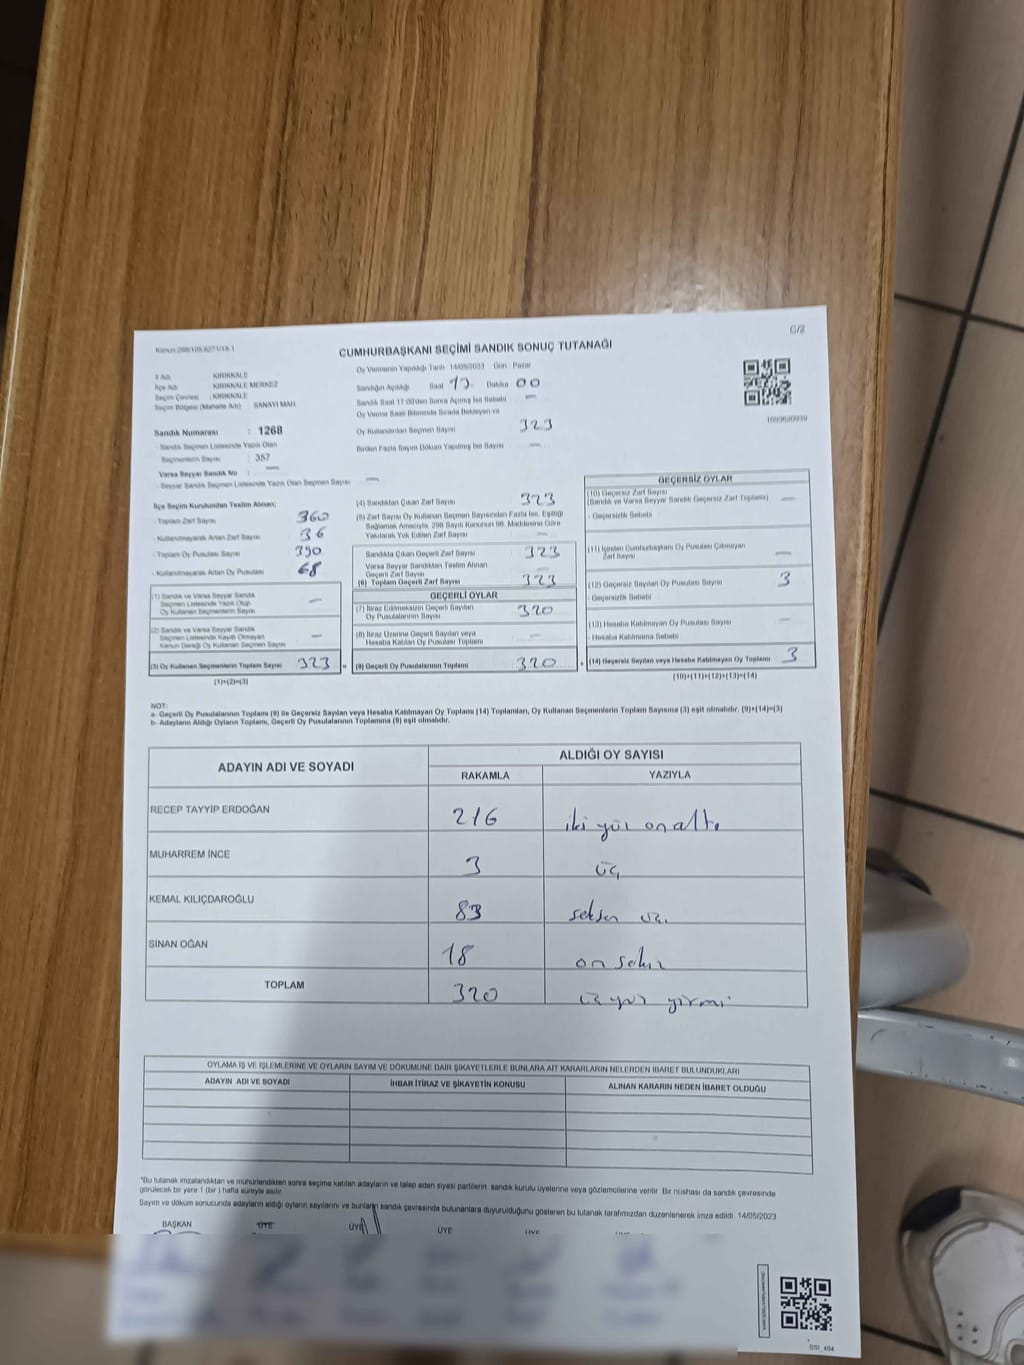 C/2
CUMHURBAŞKANI SEÇİMİ SANDIK SONUÇ TUTANAĞI
İl Adı : KIRIKKALE
İlçe Adı : KIRIKKALE MERKEZ
Seçim Çevresi : KIRIKKALE
Seçim Bölgesi (Mahalle Adı) : SANAYİ MAH
Sandık Numarası : 1268
Sandık Seçmen Listesinde Yazılı Olan
Seçmenlerin Sayısı : 357
Varsa Seyyar Sandık No : —
Seyyar Sandık Seçmen Listesinde Yazılı Olan Seçmen Sayısı : —
Oy Vermenin Yapıldığı Tarih : 14/05/2023 Gün : Pazar
Sandığın Açıldığı Saat 17 Dakika 00
Sandık Saat 17:00'den Sonra Açılmış İse Sebebi —
Oy Verme Saati Bitiminde Sırada Bekleyen ve
Oy Kullandırılan Seçmen Sayısı 323
Birden Fazla Sayım Döküm Yapılmış İse Sayısı —
1093620939
İlçe Seçim Kurulundan Teslim Alınan;
- Toplam Zarf Sayısı 360
- Kullanılmayarak Artan Zarf Sayısı 36
- Toplam Oy Pusulası Sayısı 390
- Kullanılmayarak Artan Oy Pusulası 68
(1) Sandık ve Varsa Seyyar Sandık
Seçmen Listesinde Yazılı Olup
Oy Kullanan Seçmenlerin Sayısı —
(2) Sandık ve Varsa Seyyar Sandık
Seçmen Listesinde Kayıtlı Olmayan
Kanun Gereği Oy Kullanan Seçmen Sayısı —
(3) Oy Kullanan Seçmenlerin Toplam Sayısı 323 =
(1)+(2)=(3)
(4) Sandıktan Çıkan Zarf Sayısı 323
(5) Zarf Sayısı Oy Kullanan Seçmen Sayısından Fazla İse, Eşitliği
Sağlamak Amacıyla, 298 Sayılı Kanunun 98. Maddesine Göre
Yakılarak Yok Edilen Zarf Sayısı —
Sandıkta Çıkan Geçerli Zarf Sayısı 323
Varsa Seyyar Sandıktan Teslim Alınan
Geçerli Zarf Sayısı —
(6) Toplam Geçerli Zarf Sayısı 323
GEÇERLİ OYLAR
(7) İtiraz Edilmeksizin Geçerli Sayılan
Oy Pusulalarının Sayısı 320
(8) İtiraz Üzerine Geçerli Sayılan veya
Hesaba Katılan Oy Pusulası Toplamı —
(9) Geçerli Oy Pusulalarının Toplamı 320 +
GEÇERSİZ OYLAR
(10) Geçersiz Zarf Sayısı
(Sandık ve Varsa Seyyar Sandık Geçersiz Zarf Toplamı) —
- Geçersizlik Sebebi
(11) İçinden Cumhurbaşkanı Oy Pusulası Çıkmayan
Zarf Sayısı —
(12) Geçersiz Sayılan Oy Pusulası Sayısı 3
- Geçersizlik Sebebi
(13) Hesaba Katılmayan Oy Pusulası Sayısı —
- Hesaba Katılmama Sebebi
(14) Geçersiz Sayılan veya Hesaba Katılmayan Oy Toplamı 3
(10)+(11)+(12)+(13)=(14)
NOT:
a- Geçerli Oy Pusulalarının Toplamı (9) ile Geçersiz Sayılan veya Hesaba Katılmayan Oy Toplamı (14) Toplamları, Oy Kullanan Seçmenlerin Toplam Sayısına (3) eşit olmalıdır. (9)+(14)=(3)
b- Adayların Aldığı Oyların Toplamı, Geçerli Oy Pusulalarının Toplamına (9) eşit olmalıdır.
ADAYIN ADI VE SOYADI ALDIĞI OY SAYISI
RAKAMLA YAZIYLA
RECEP TAYYİP ERDOĞAN 216 iki yüz on altı
MUHARREM İNCE 3 üç
KEMAL KILIÇDAROĞLU 83 seksen üç
SİNAN OĞAN 18 on sekiz
TOPLAM 320 üç yüz yirmi
OYLAMA İŞ VE İŞLEMLERİNE VE OYLARIN SAYIM VE DÖKÜMÜNE DAİR ŞİKAYETLERLE BUNLARA AİT KARARLARIN NELERDEN İBARET BULUNDUKLARI
ADAYIN ADI VE SOYADI İHBAR İTİRAZ VE ŞİKAYETİN KONUSU ALINAN KARARIN NEDEN İBARET OLDUĞU
*Bu tutanak imzalandıktan ve mühürlendikten sonra seçime katılan adayların ve talep eden siyasi partilerin sandık kurulu üyelerine veya gözlemcilerine verilir. Bir nüshası da sandık çevresinde
görülecek bir yere 1 (bir ) hafta süreyle asılır.
Sayım ve döküm sonucunda adayların aldığı oyların sayılarını ve bunların sandık çevresinde bulunanlara duyurulduğunu gösteren bu tutanak tarafımızdan düzenlenerek imza edildi. 14/05/2023
BAŞKAN ÜYE ÜYE ÜYE ÜYE
SSI_404